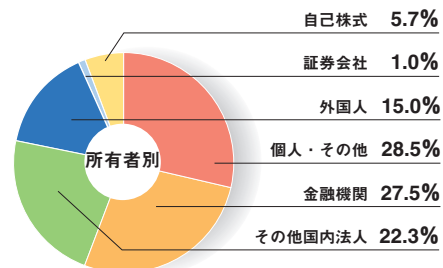 自己株式 5.7%
証券会社 1.0%
外国人 15.0%
個人・その他 28.5%
金融機関 27.5%
その他国内法人 22.3%
所有者別